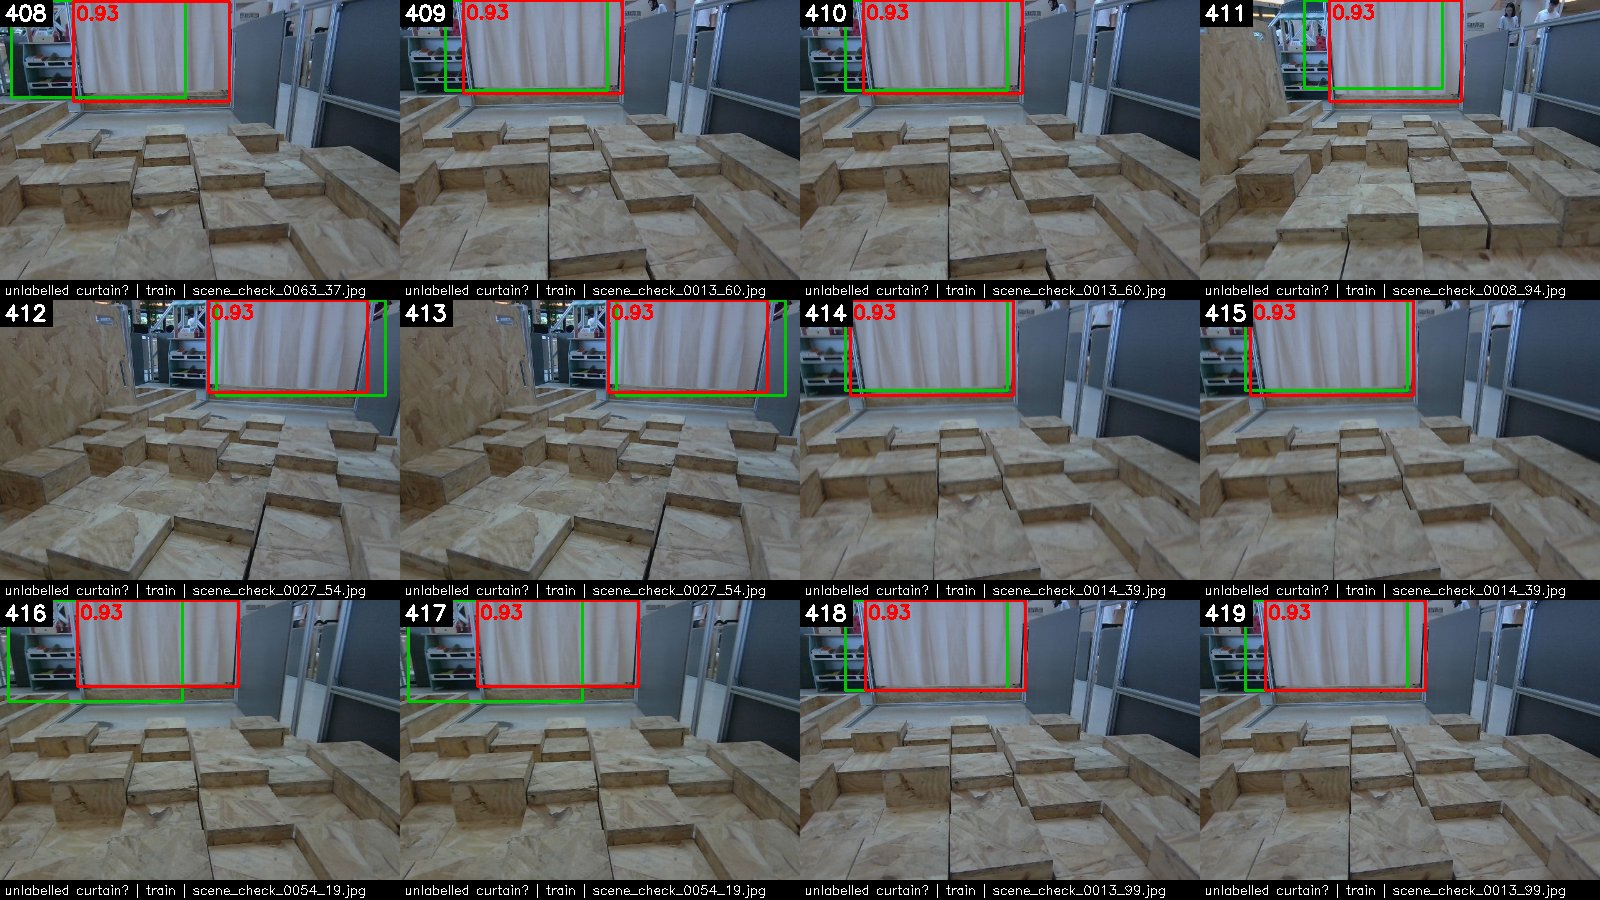 408 0.93
409 0.93
410 0.93
411 0.93
unlabelled curtain? | train | scene_check_0063_37.jpg
unlabelled curtain? | train | scene_check_0013_60.jpg
unlabelled curtain? | train | scene_check_0013_60.jpg
unlabelled curtain? | train | scene_check_0008_94.jpg
412 0.93
413 0.93
414 0.93
415 0.93
unlabelled curtain? | train | scene_check_0027_54.jpg
unlabelled curtain? | train | scene_check_0027_54.jpg
unlabelled curtain? | train | scene_check_0014_39.jpg
unlabelled curtain? | train | scene_check_0014_39.jpg
416 0.93
417 0.93
418 0.93
419 0.93
unlabelled curtain? | train | scene_check_0054_19.jpg
unlabelled curtain? | train | scene_check_0054_19.jpg
unlabelled curtain? | train | scene_check_0013_99.jpg
unlabelled curtain? | train | scene_check_0013_99.jpg